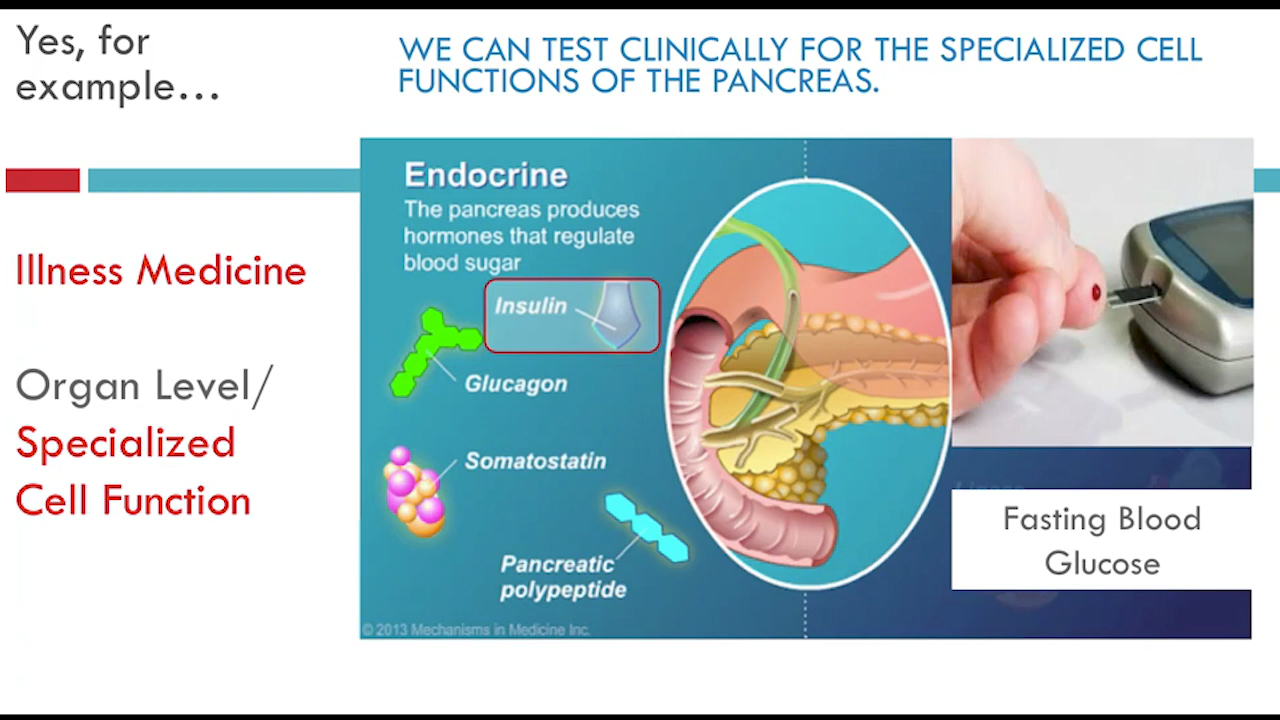 Yes, for
example...
WE CAN TEST CLINICALLY FOR THE SPECIALIZED CELL
FUNCTIONS OF THE PANCREAS.
Illness Medicine
Organ Level/
Specialized
Cell Function
Endocrine
The pancreas produces
hormones that regulate
blood sugar
Insulin
Glucagon
Somatostatin
Pancreatic
polypeptide
© 2013 Mechanisms in Medicine Inc.
Fasting Blood
Glucose